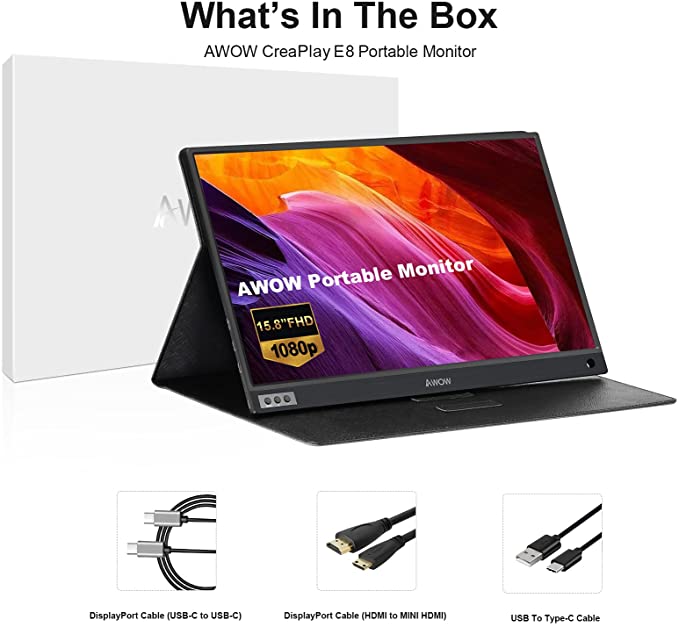 What's In The Box
AWOW CreaPlay E8 Portable Monitor
AWOW
AWOW Portable Monitor
15.8"FHD
1080p
AWOW
DisplayPort Cable (USB-C to USB-C)
DisplayPort Cable (HDMI to MINI HDMI)
USB To Type-C Cable